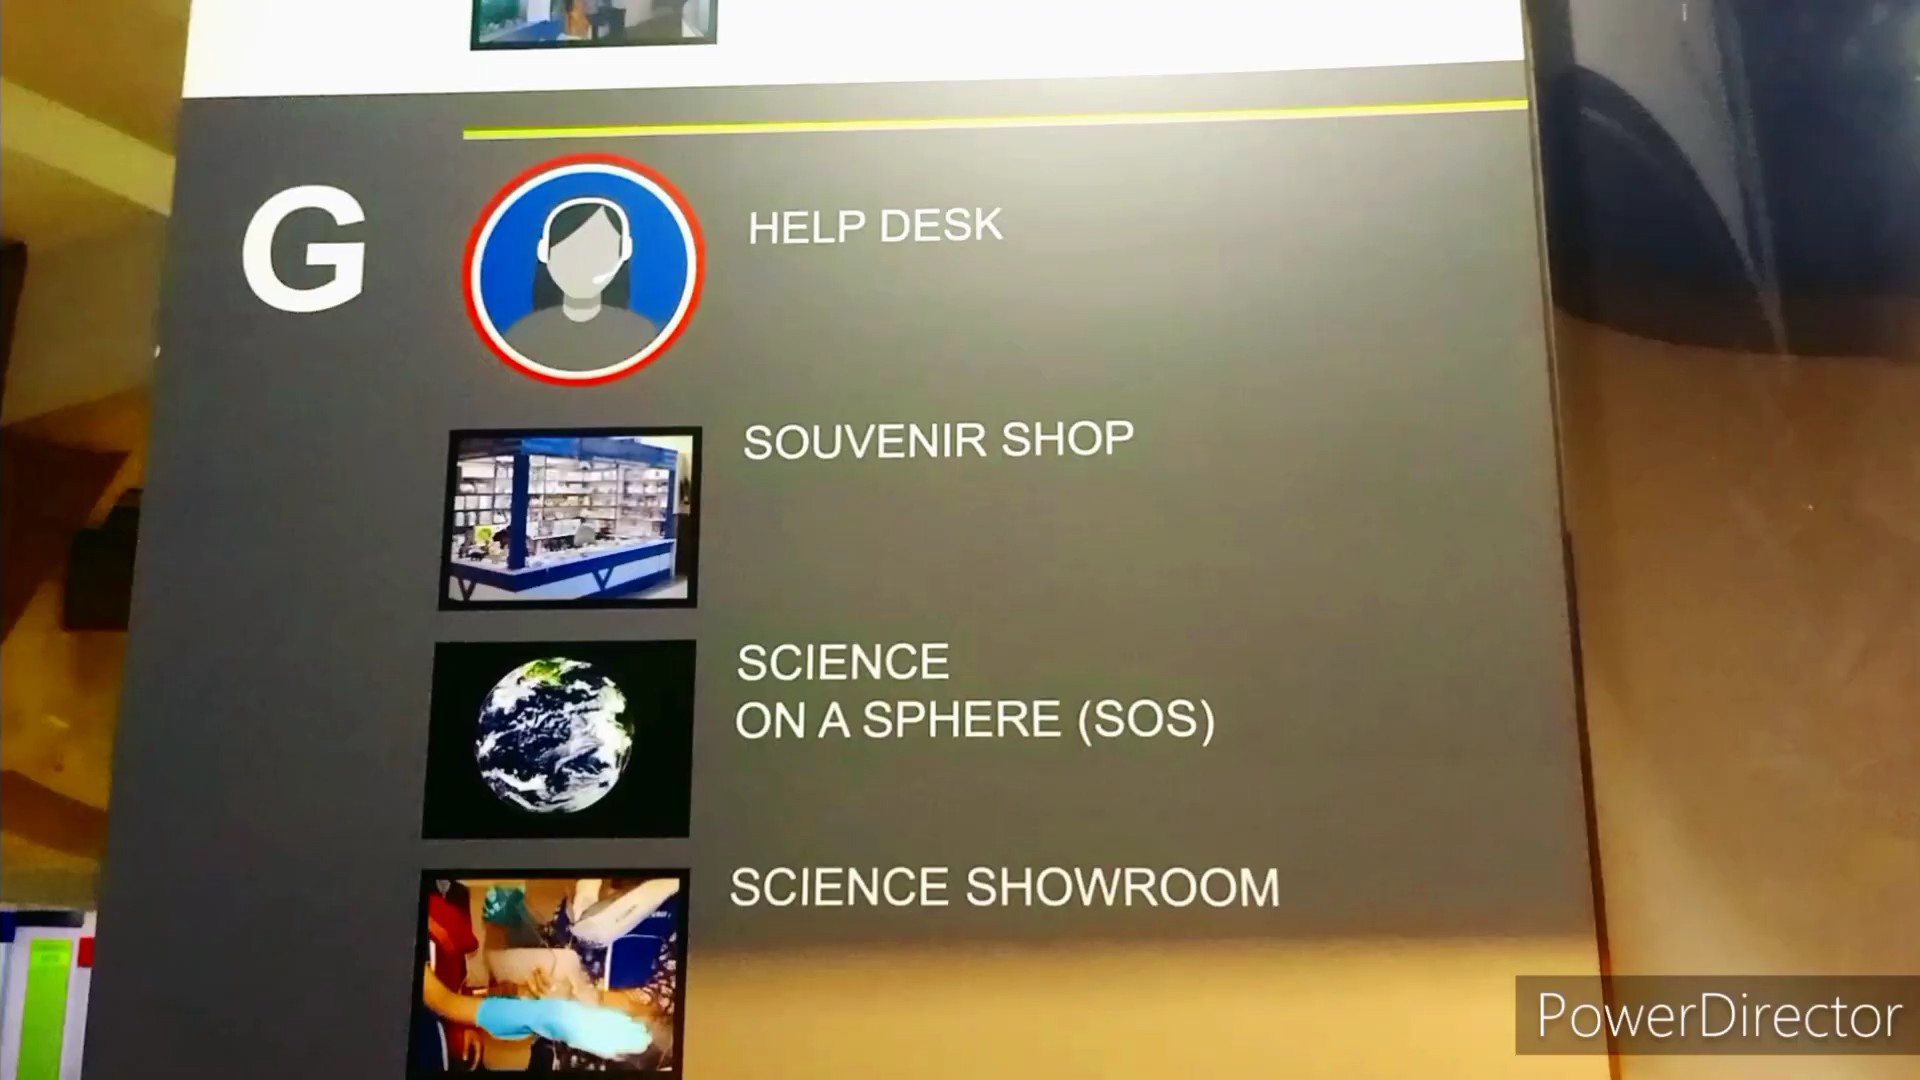 G
HELP DESK
SOUVENIR SHOP
SCIENCE
ON A SPHERE (SOS)
SCIENCE SHOWROOM
PowerDirector